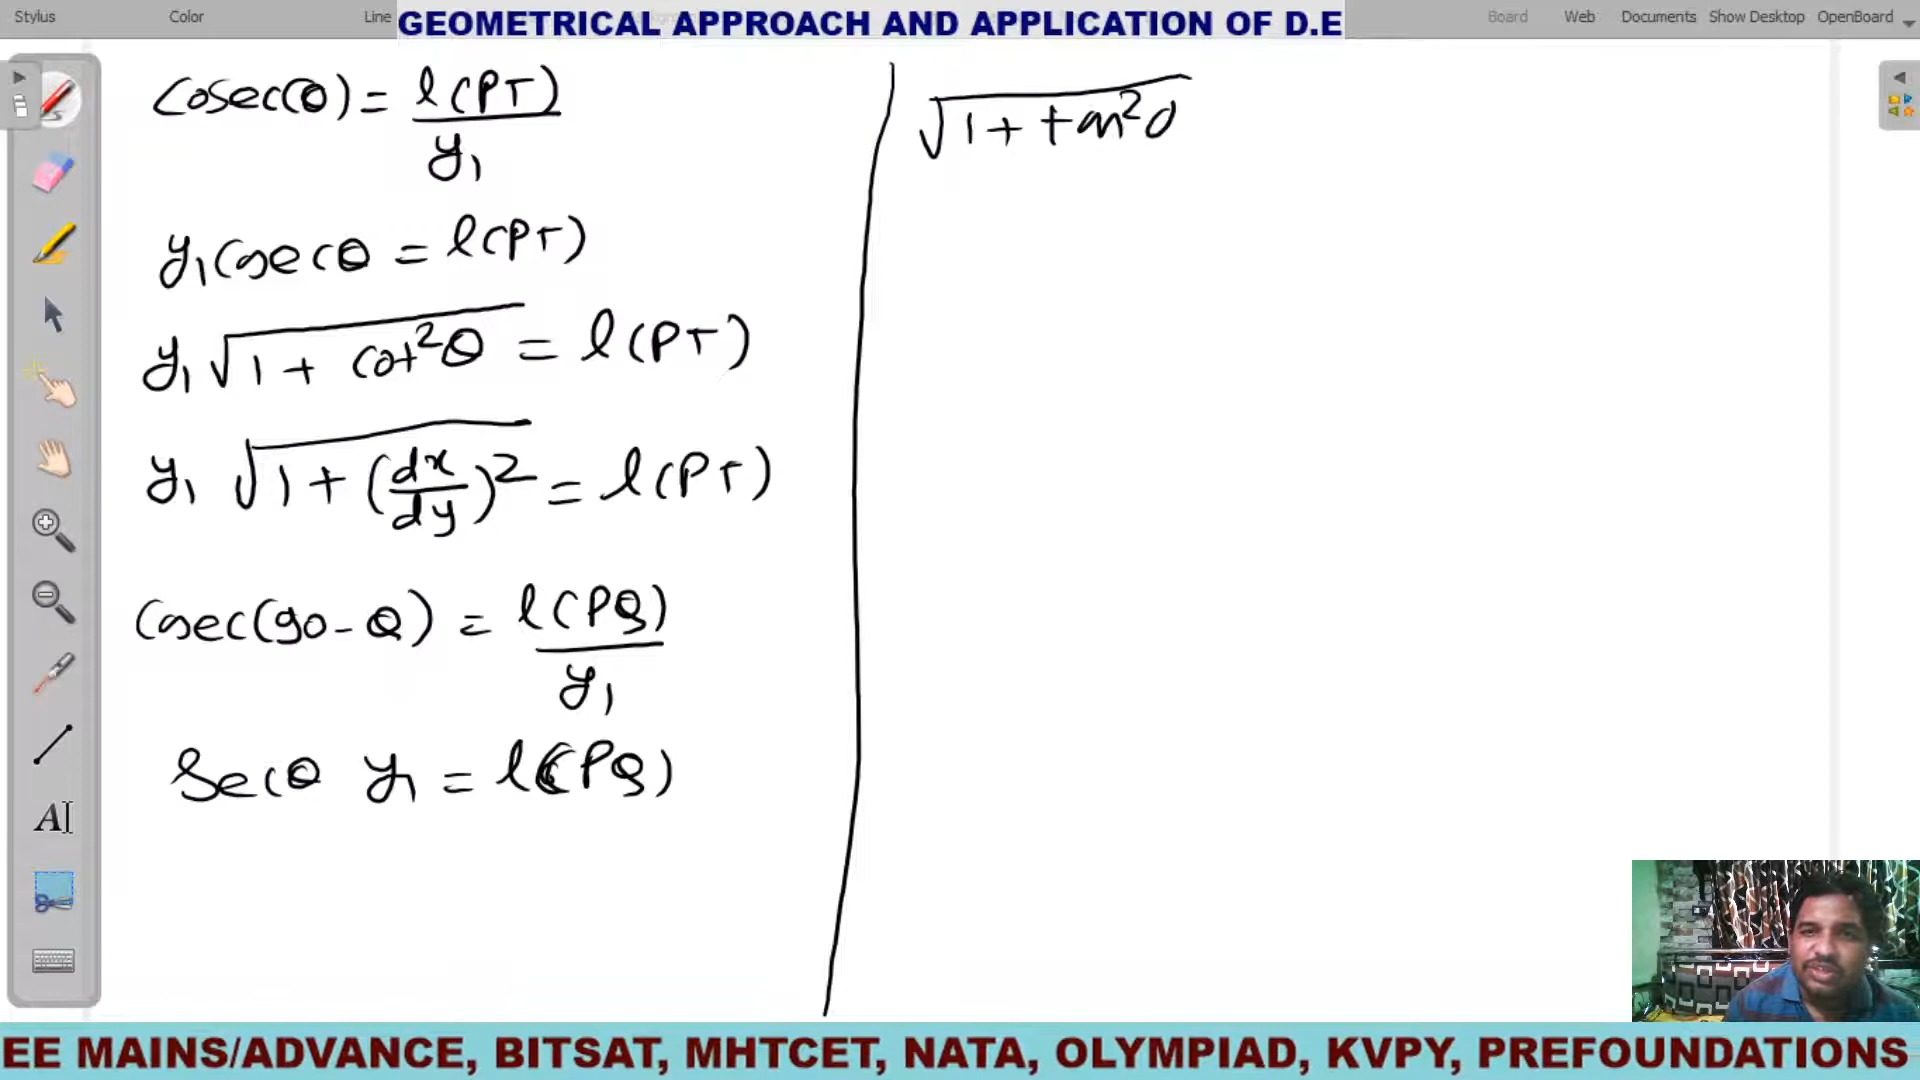 Stylus Color Line Board Web Documents Show Desktop OpenBoard
GEOMETRICAL APPROACH AND APPLICATION OF D.E
Cosec(θ) = l(PT) / y₁
y₁ Cosecθ = l(PT)
y₁ √(1 + cot²θ) = l(PT)
y₁ √(1 + (dx/dy)²) = l(PT)
Cosec(90-θ) = l(PQ) / y₁
Secθ y₁ = l(PQ)
√(1 + tan²θ)
A
EE MAINS/ADVANCE, BITSAT, MHTCET, NATA, OLYMPIAD, KVPY, PREFOUNDATIONS